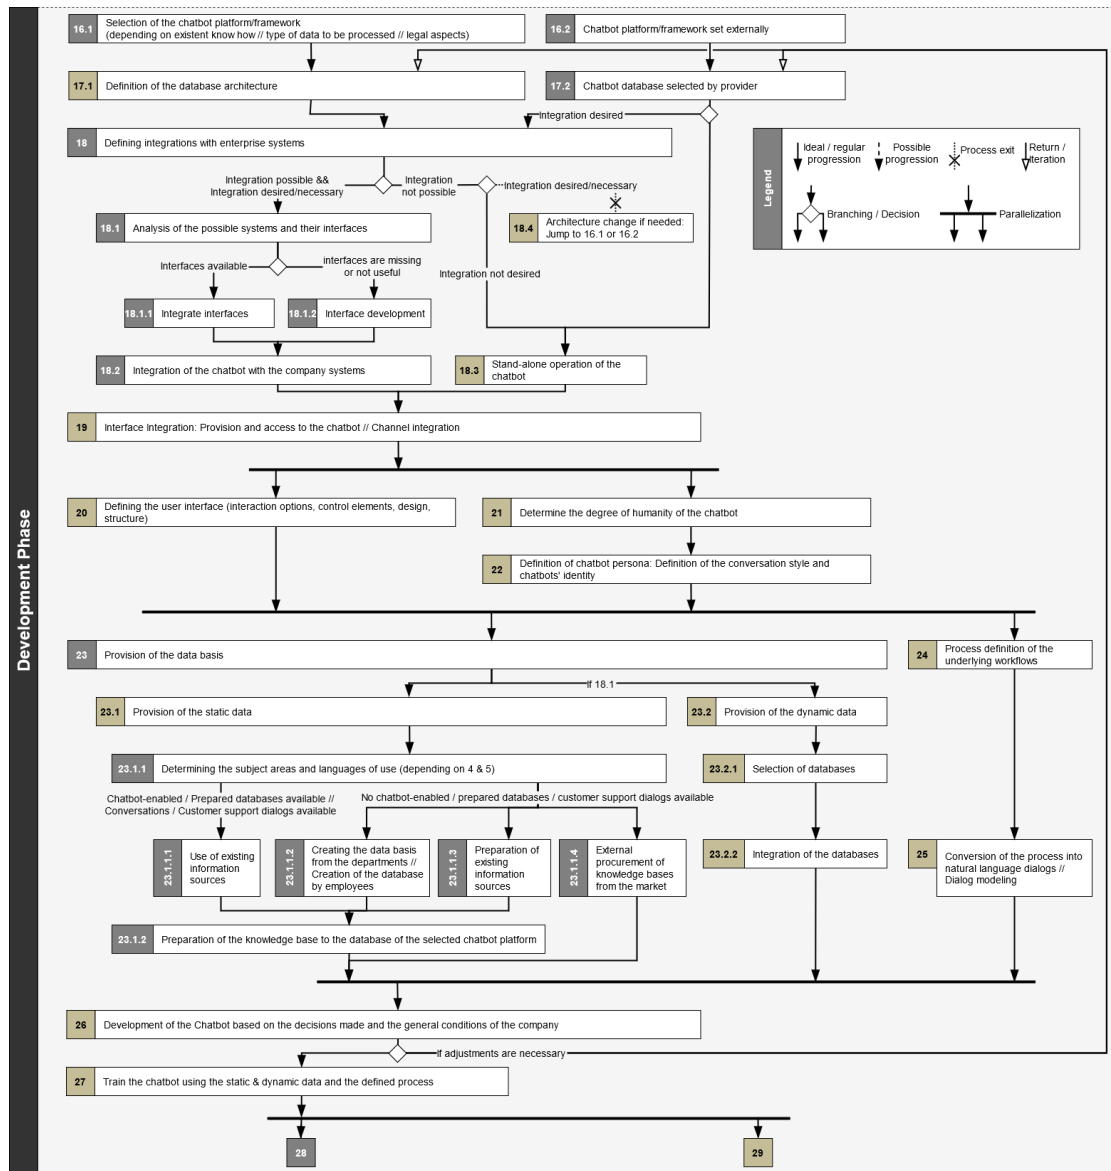 16.1
Selection of the chatbot platform/framework
(depending on existent know how // type of data to be processed // legal aspects)
16.2
Chatbot platform/framework set externally
17.1
Definition of the database architecture
17.2
Chatbot database selected by provider
Integration desired
18
Defining integrations with enterprise systems
Legend
Ideal / regular
progression
Possible
progression
Process exit
Return /
Iteration
Branching / Decision
Parallelization
Integration possible &&
Integration desired/necessary
Integration
not possible
Integration desired/necessary
18.1
Analysis of the possible systems and their interfaces
18.4
Architecture change if needed:
Jump to 16.1 or 16.2
Interfaces available
interfaces are missing
or not useful
Integration not desired
18.1.1
Integrate interfaces
18.1.2
Interface development
18.2
Integration of the chatbot with the company systems
18.3
Stand-alone operation of the
chatbot
19
Interface Integration: Provision and access to the chatbot // Channel integration
Development Phase
20
Defining the user interface (interaction options, control elements, design,
structure)
21
Determine the degree of humanity of the chatbot
22
Definition of chatbot persona: Definition of the conversation style and
chatbots' identity
23
Provision of the data basis
24
Process definition of the
underlying workflows
If 18.1
23.1
Provision of the static data
23.2
Provision of the dynamic data
23.1.1
Determining the subject areas and languages of use (depending on 4 & 5)
23.2.1
Selection of databases
Chatbot-enabled / Prepared databases available //
Conversations / Customer support dialogs available
No chatbot-enabled / prepared databases / customer support dialogs available
23.1.1.1
Use of existing
information
sources
23.1.1.2
Creating the data basis
from the departments //
Creation of the database
by employees
23.1.1.3
Preparation of
existing
information
sources
23.1.1.4
External
procurement of
knowledge bases
from the market
23.2.2
Integration of the databases
25
Conversion of the process into
natural language dialogs //
Dialog modeling
23.1.2
Preparation of the knowledge base to the database of the selected chatbot platform
26
Development of the Chatbot based on the decisions made and the general conditions of the company
If adjustments are necessary
27
Train the chatbot using the static & dynamic data and the defined process
28
29